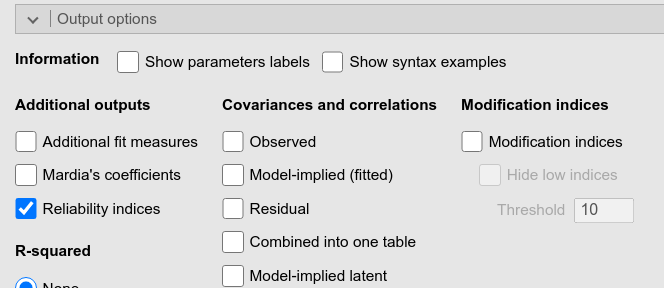 Output options
Information Show parameters labels Show syntax examples
Additional outputs Covariances and correlations Modification indices
Additional fit measures Observed Modification indices
Mardia's coefficients Model-implied (fitted) Hide low indices
Reliability indices Residual Threshold 10
R-squared Combined into one table
None Model-implied latent